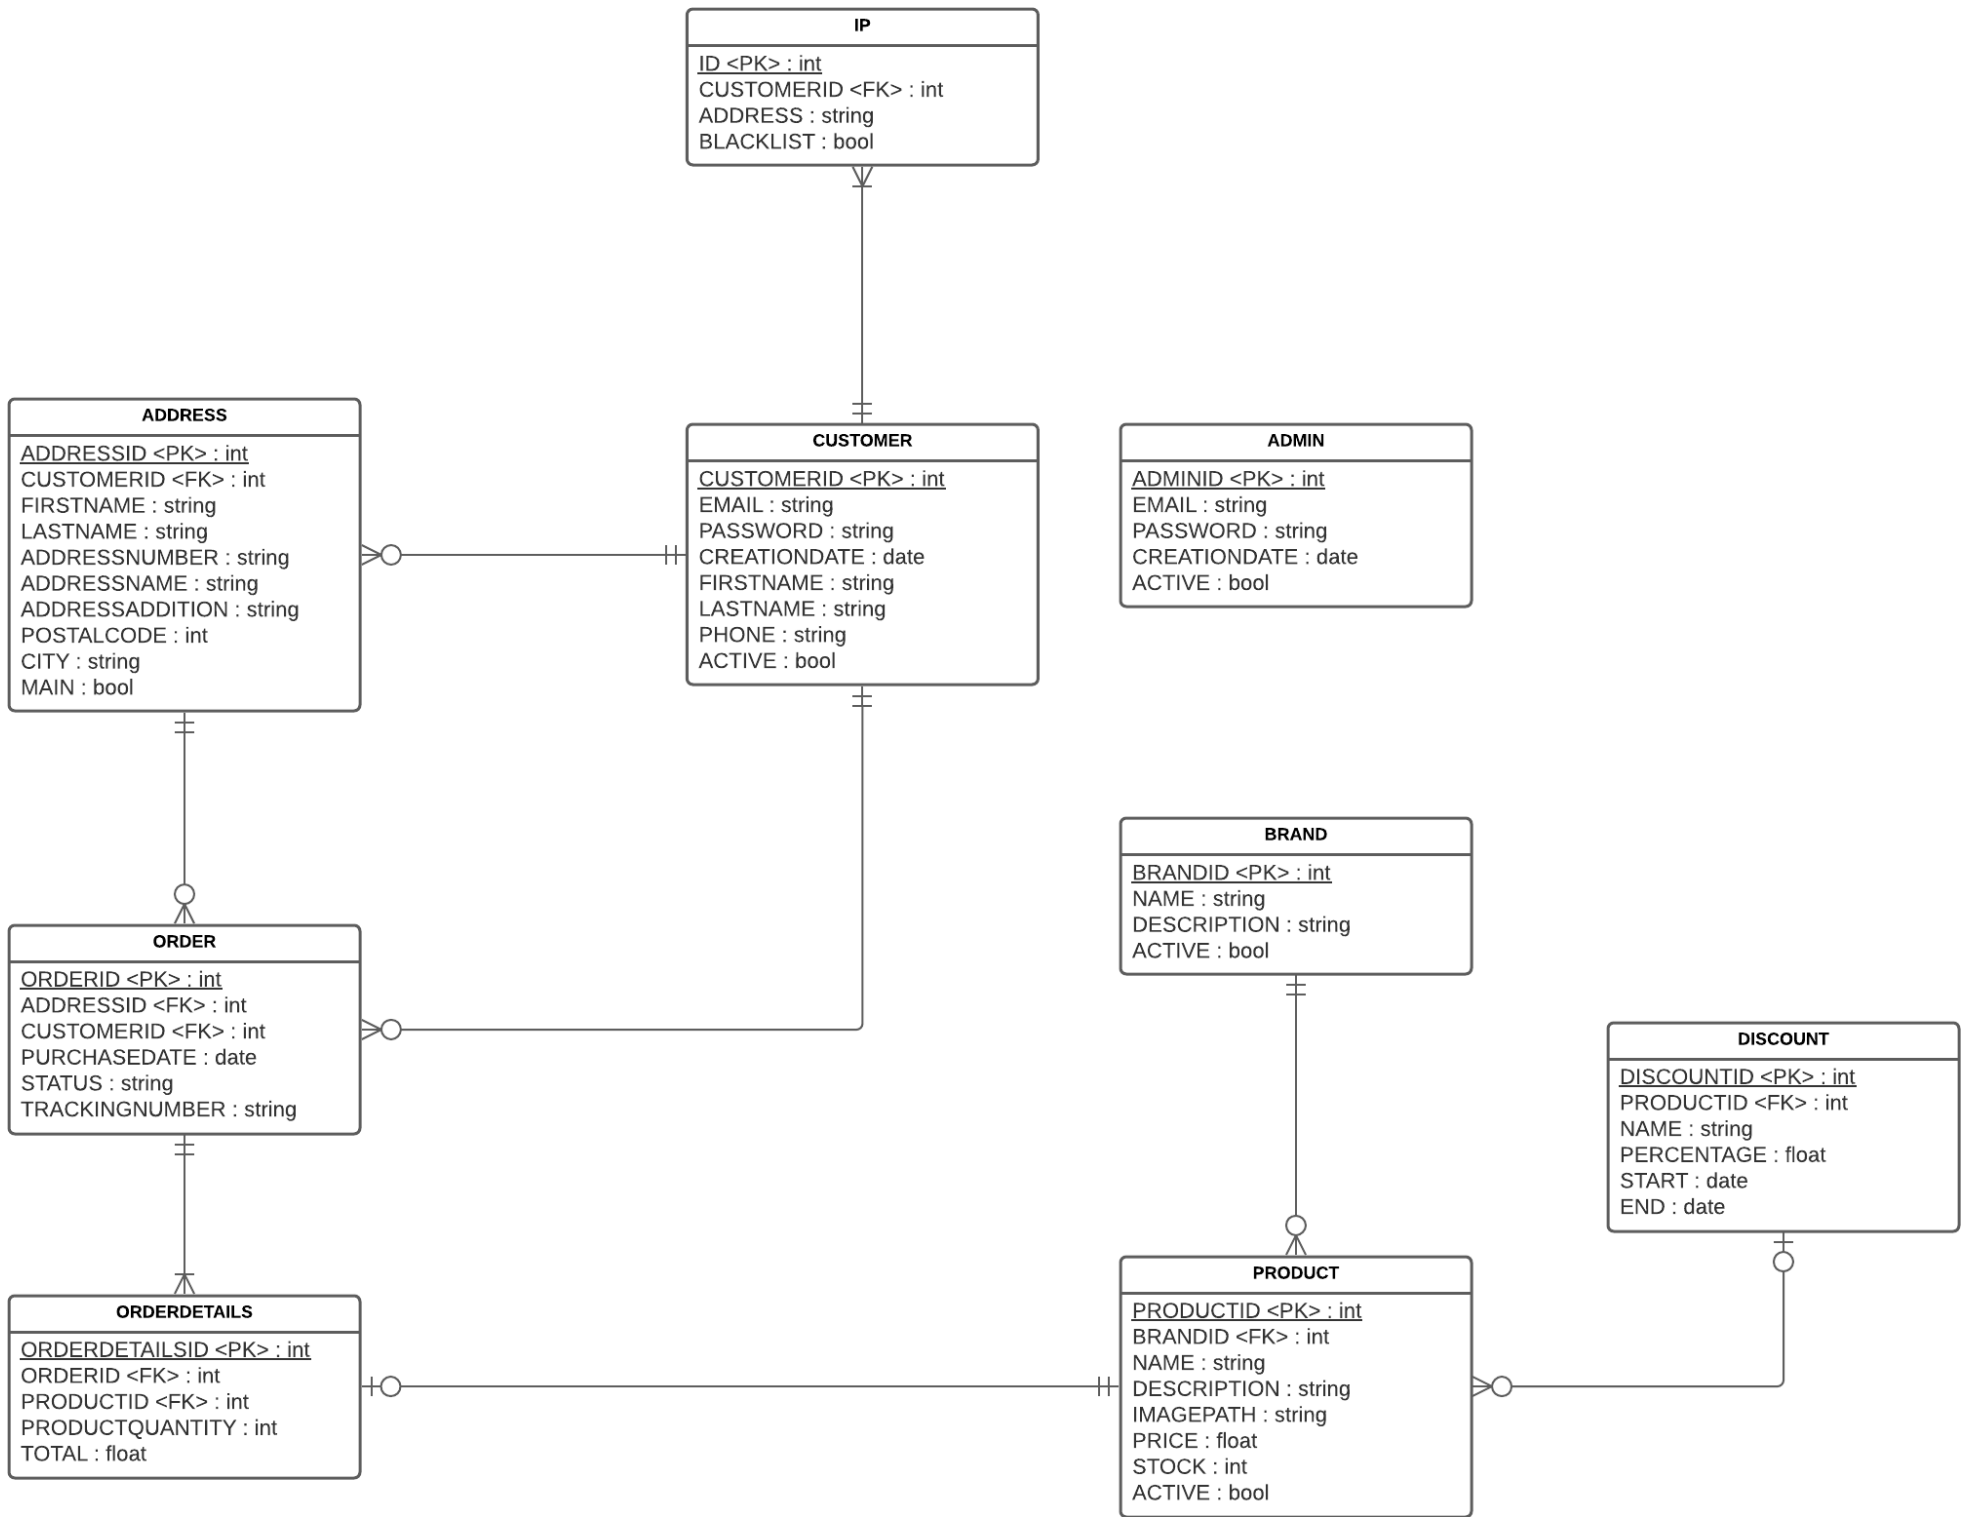 IP
ID <PK> : int
CUSTOMERID <FK> : int
ADDRESS : string
BLACKLIST : bool
ADDRESS
ADDRESSID <PK> : int
CUSTOMERID <FK> : int
FIRSTNAME : string
LASTNAME : string
ADDRESSNUMBER : string
ADDRESSNAME : string
ADDRESSADDITION : string
POSTALCODE : int
CITY : string
MAIN : bool
CUSTOMER
CUSTOMERID <PK> : int
EMAIL : string
PASSWORD : string
CREATIONDATE : date
FIRSTNAME : string
LASTNAME : string
PHONE : string
ACTIVE : bool
ADMIN
ADMINID <PK> : int
EMAIL : string
PASSWORD : string
CREATIONDATE : date
ACTIVE : bool
BRAND
BRANDID <PK> : int
NAME : string
DESCRIPTION : string
ACTIVE : bool
ORDER
ORDERID <PK> : int
ADDRESSID <FK> : int
CUSTOMERID <FK> : int
PURCHASEDATE : date
STATUS : string
TRACKINGNUMBER : string
DISCOUNT
DISCOUNTID <PK> : int
PRODUCTID <FK> : int
NAME : string
PERCENTAGE : float
START : date
END : date
ORDERDETAILS
ORDERDETAILSID <PK> : int
ORDERID <FK> : int
PRODUCTID <FK> : int
PRODUCTQUANTITY : int
TOTAL : float
PRODUCT
PRODUCTID <PK> : int
BRANDID <FK> : int
NAME : string
DESCRIPTION : string
IMAGEPATH : string
PRICE : float
STOCK : int
ACTIVE : bool